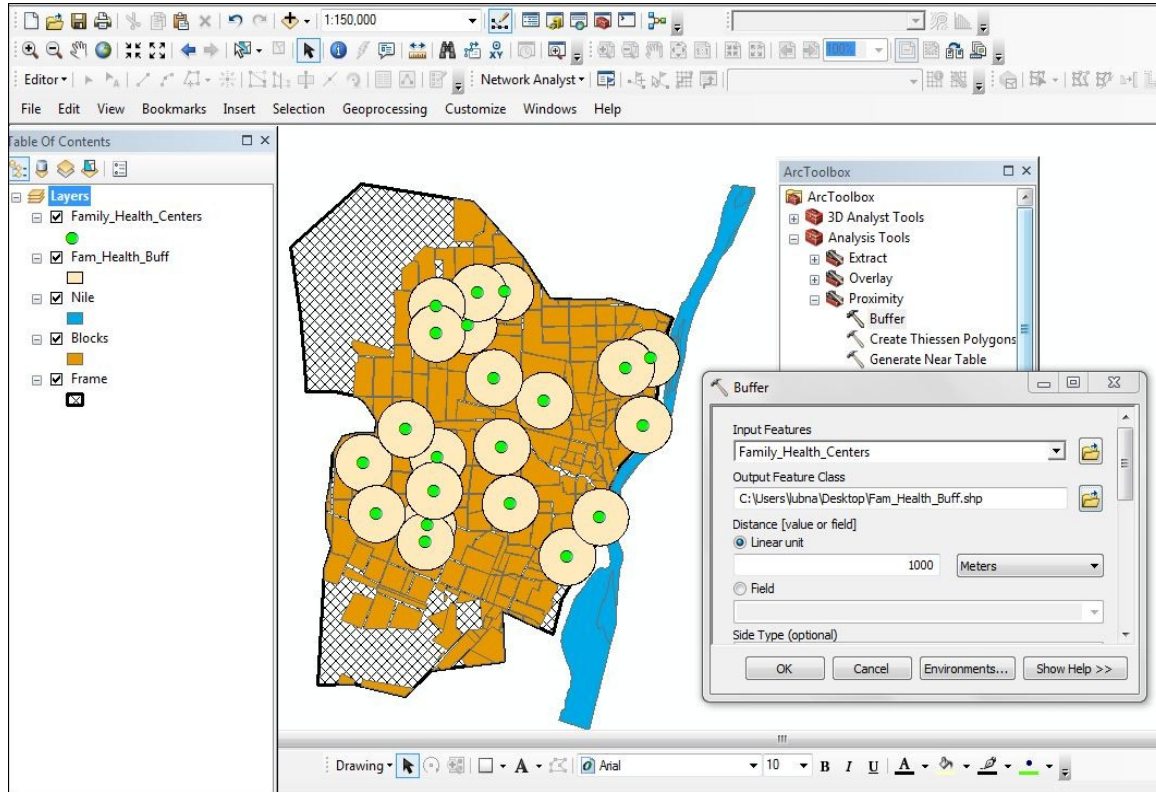 1:150,000
100%
Editor
Network Analyst
File Edit View Bookmarks Insert Selection Geoprocessing Customize Windows Help
Table Of Contents
Layers
Family_Health_Centers
Fam_Health_Buff
Nile
Blocks
Frame
ArcToolbox
ArcToolbox
3D Analyst Tools
Analysis Tools
Extract
Overlay
Proximity
Buffer
Create Thiessen Polygons
Generate Near Table
Buffer
Input Features
Family_Health_Centers
Output Feature Class
C:\Users\lubna\Desktop\Fam_Health_Buff.shp
Distance [value or field]
Linear unit
1000 Meters
Field
Side Type (optional)
OK Cancel Environments... Show Help >>
Drawing A Arial 10 B I U A